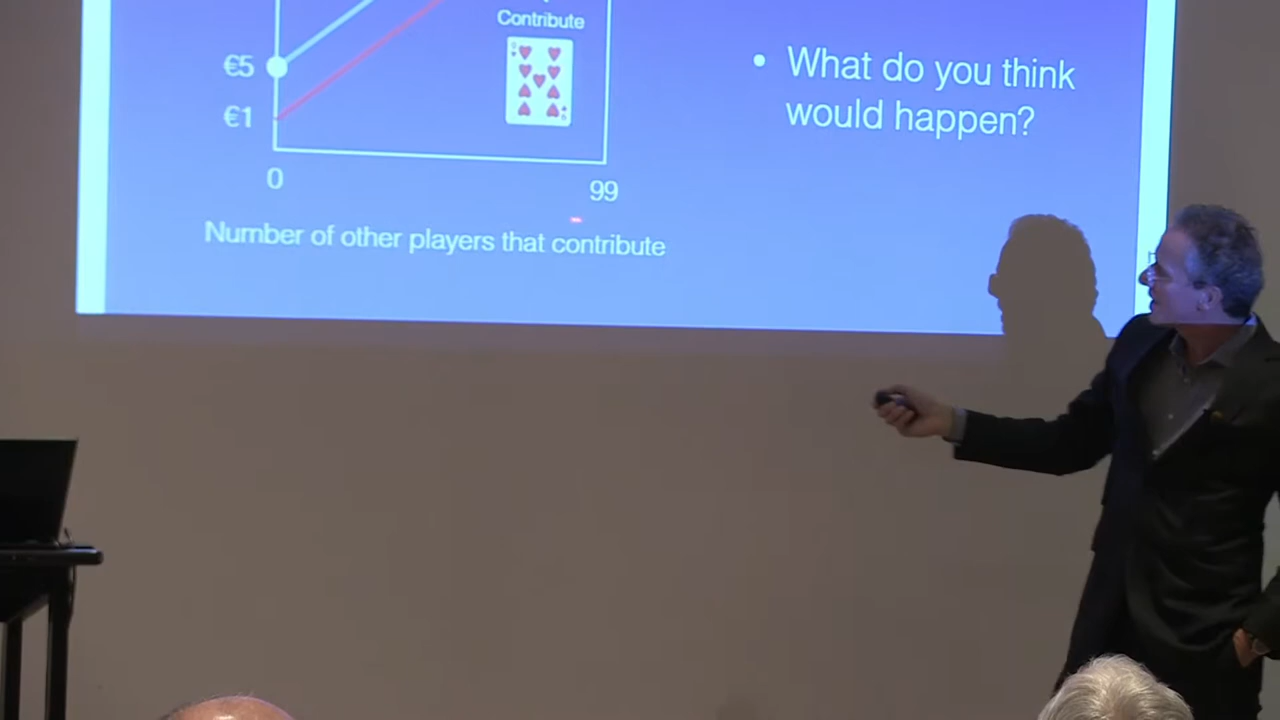 Contribute
€5
€1
0
99
Number of other players that contribute
• What do you think
would happen?